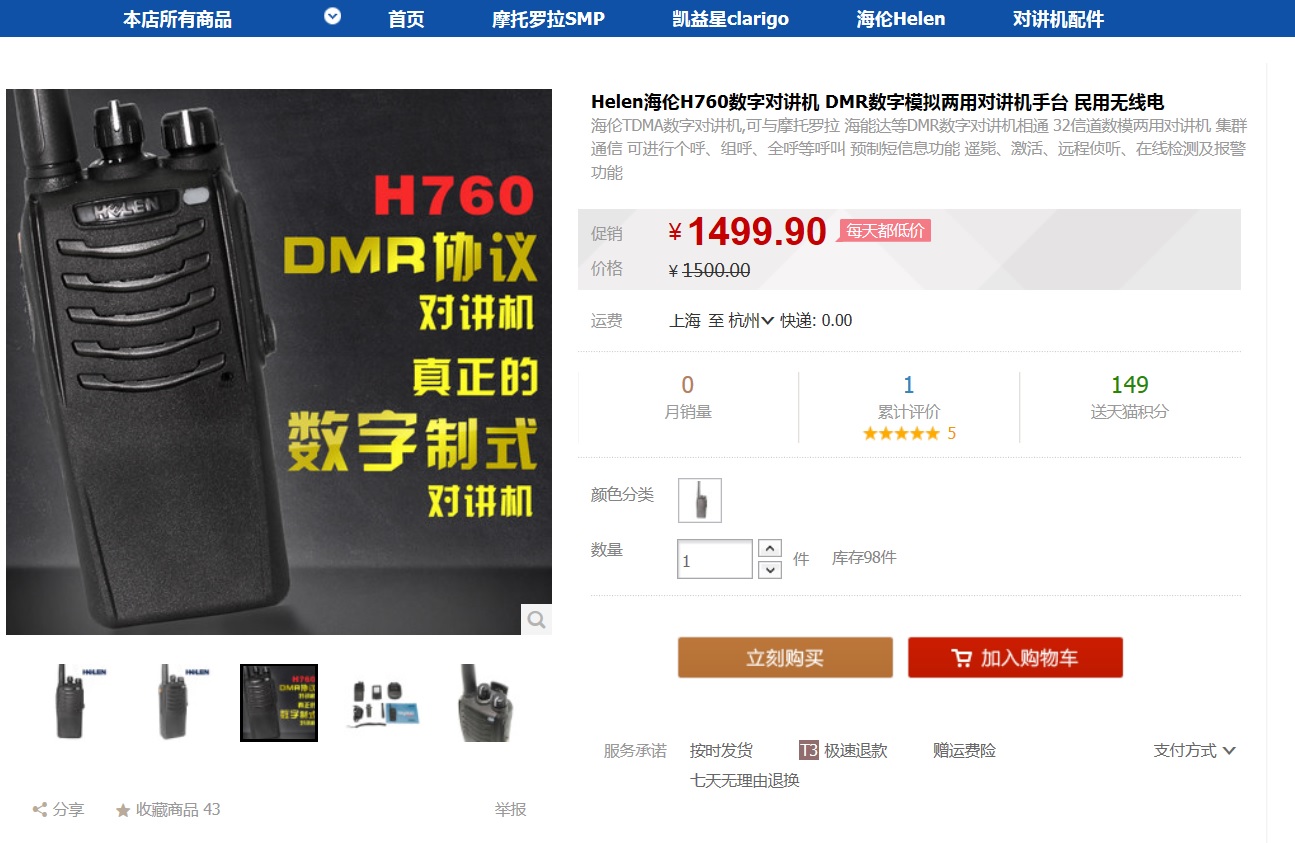 本店所有商品 首页 摩托罗拉SMP 凯益星clarigo 海伦Helen 对讲机配件
HELEN
H760
DMR协议
对讲机
真正的
数字制式
对讲机
HELEN
HELEN
H760
DMR协议
对讲机
真正的
数字制式
对讲机
分享 收藏商品 43 举报
Helen海伦H760数字对讲机 DMR数字模拟两用对讲机手台 民用无线电
海伦TDMA数字对讲机,可与摩托罗拉 海能达等DMR数字对讲机相通 32信道数模两用对讲机 集群
通信 可进行个呼、组呼、全呼等呼叫 预制短信息功能 遥毙、激活、远程侦听、在线检测及报警
功能
促销 ¥ 1499.90 每天都低价
价格 ¥ 1500.00
运费 上海 至 杭州 快递: 0.00
0 1 149
月销量 累计评价 送天猫积分
5
颜色分类
数量 1 件 库存98件
立刻购买 加入购物车
服务承诺 按时发货 T3 极速退款 赠运费险 支付方式
七天无理由退换